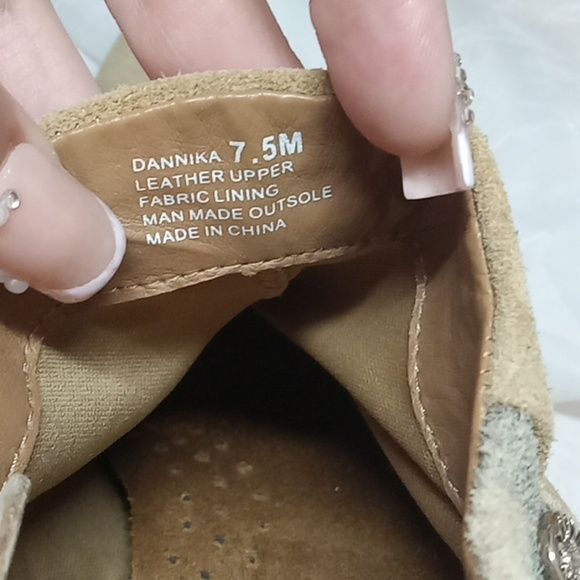 DANNIKA 7.5M
LEATHER UPPER
FABRIC LINING
MAN MADE OUTSOLE
MADE IN CHINA